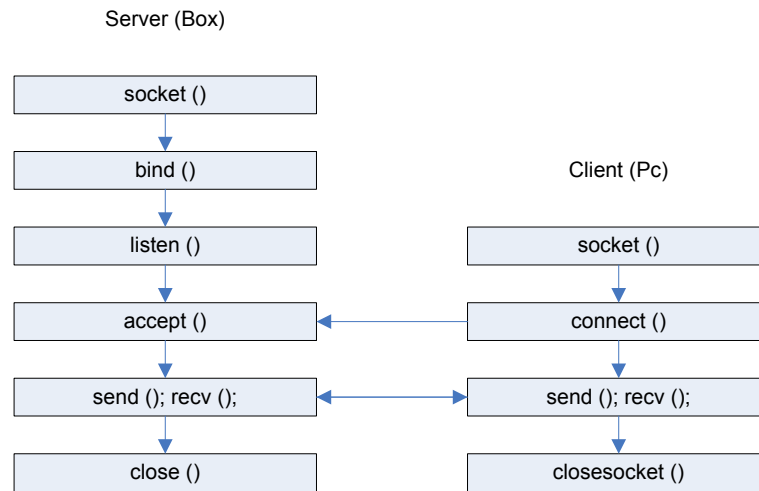 Server (Box)
socket ()
bind ()
listen ()
accept ()
send (); recv ();
close ()
Client (Pc)
socket ()
connect ()
send (); recv ();
closesocket ()